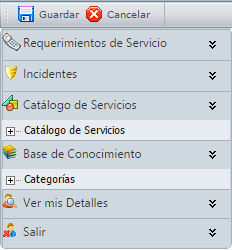 Guardar Cancelar
Requerimientos de Servicio
Incidentes
Catálogo de Servicios
Catálogo de Servicios
Base de Conocimiento
Categorías
Ver mis Detalles
Salir